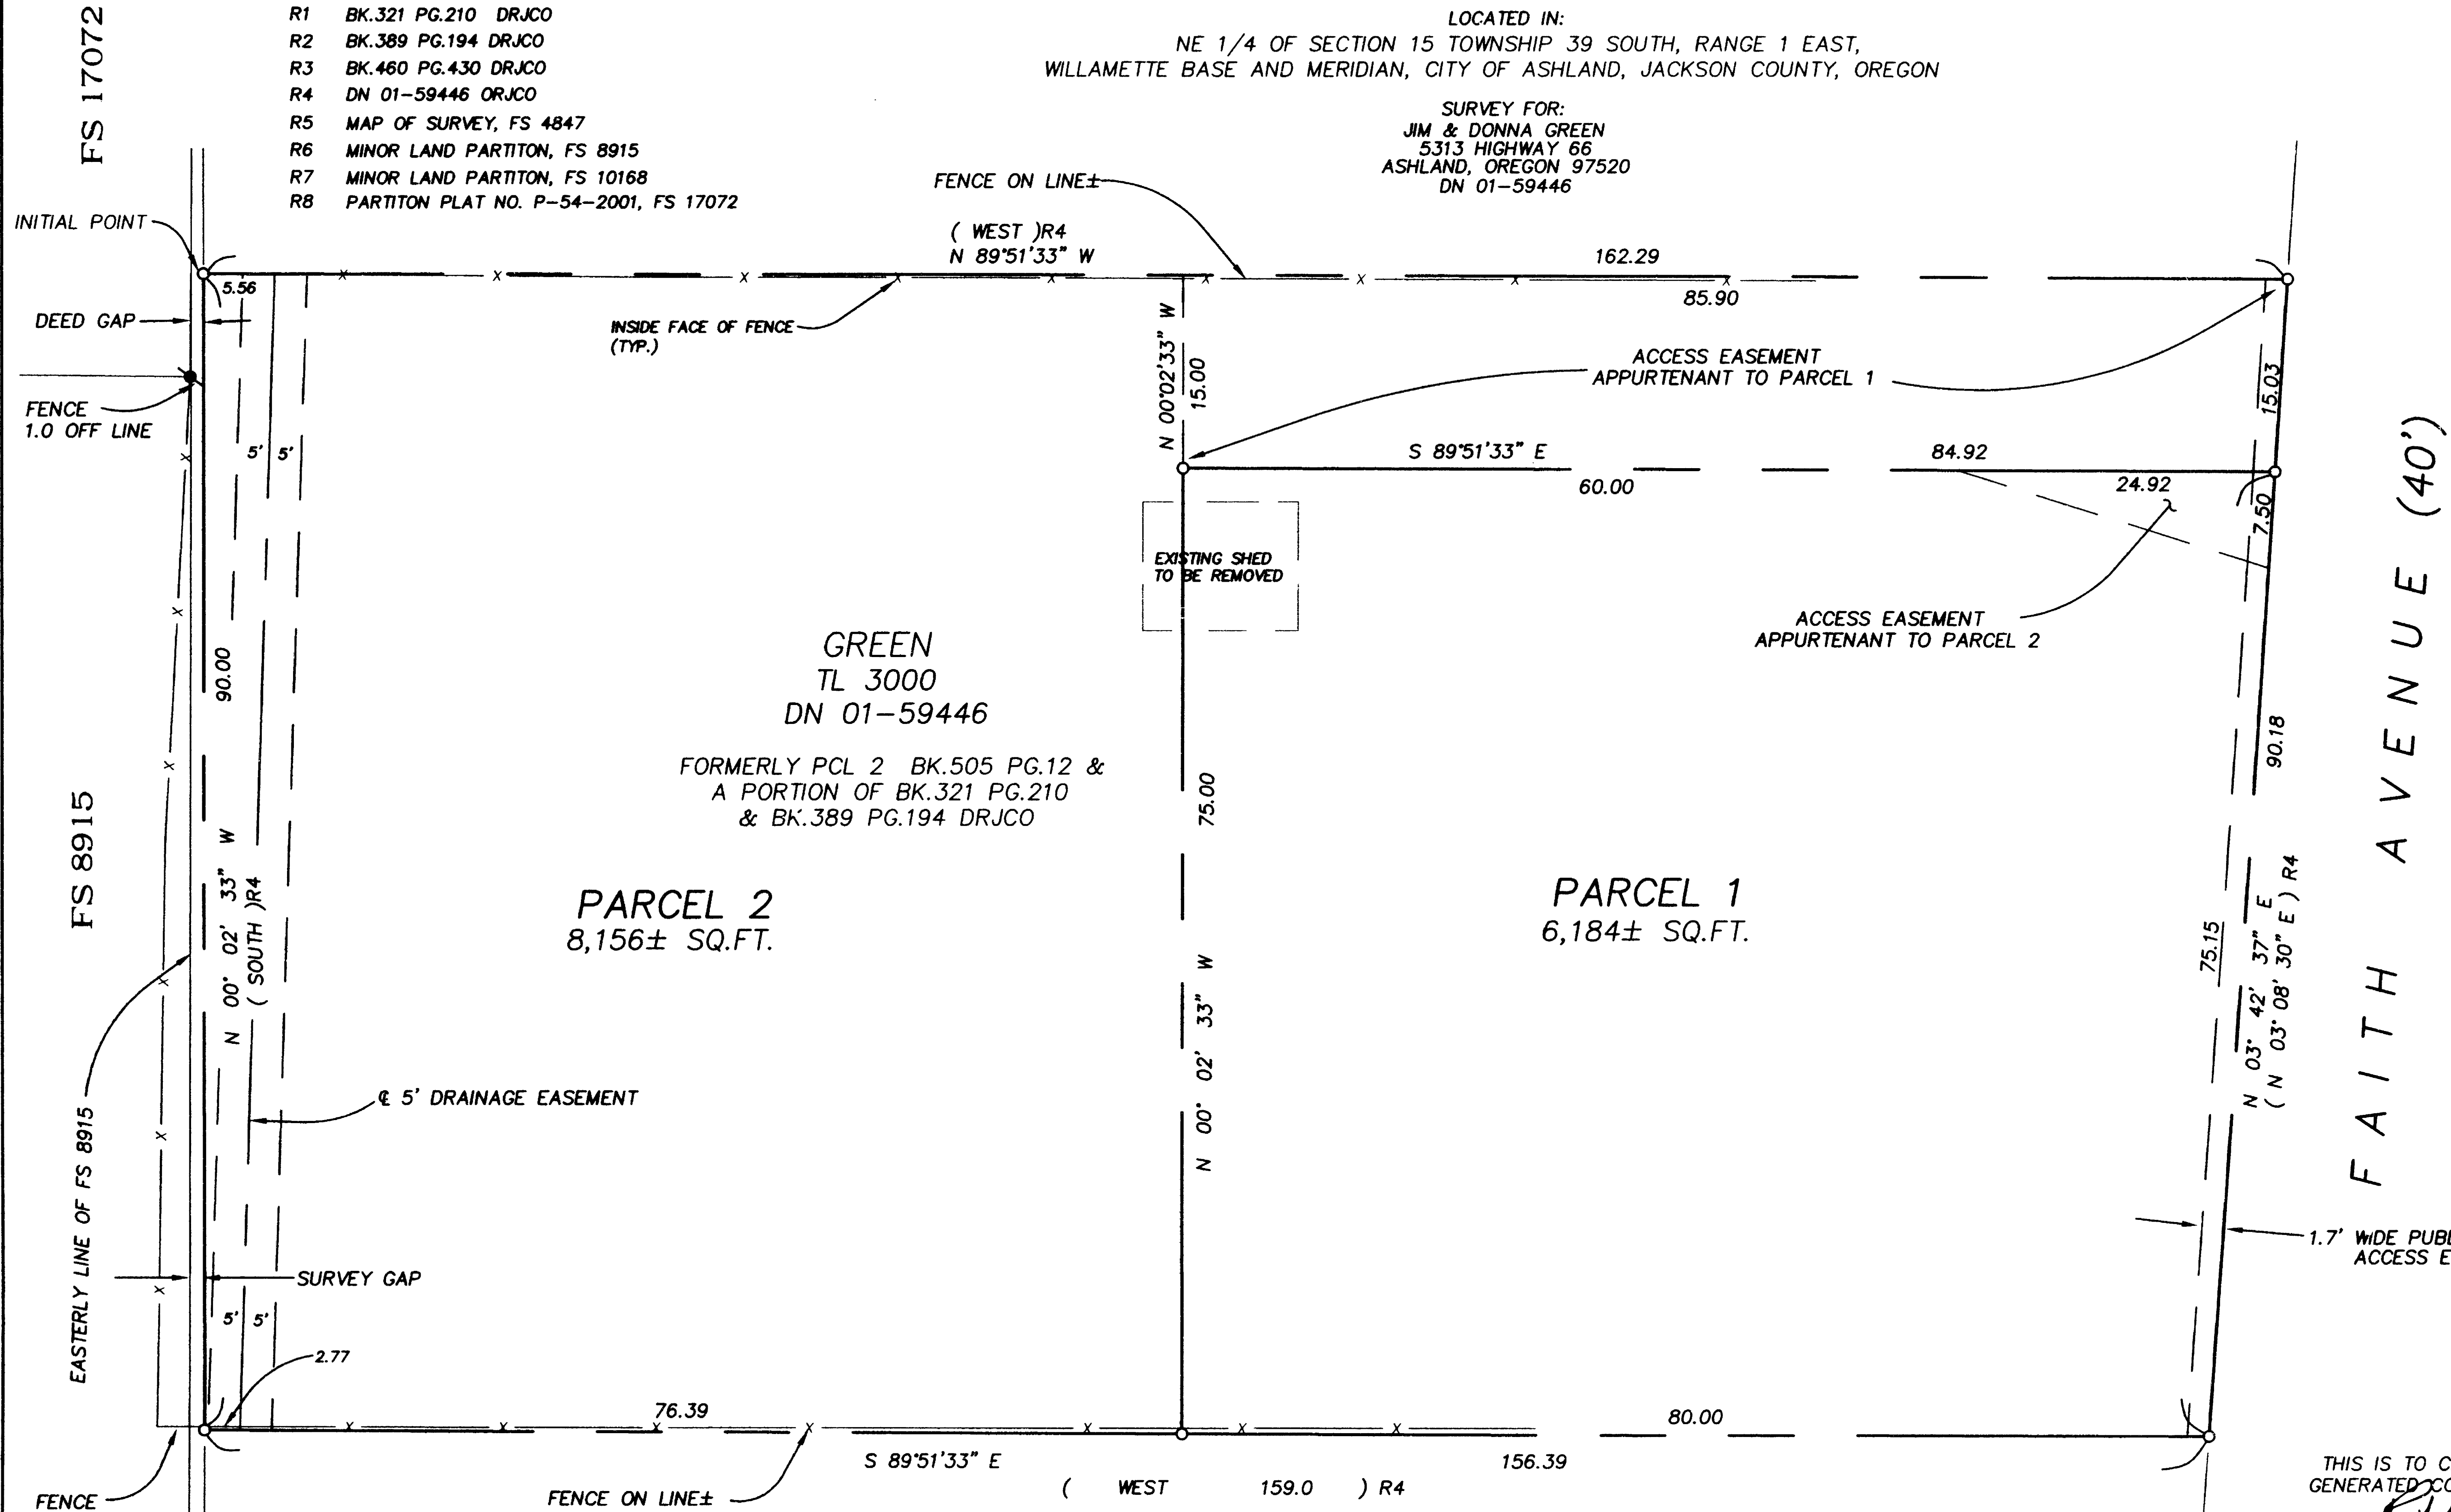 FS 17072
R1 BK.321 PG.210 DRJCO
R2 BK.389 PG.194 DRJCO
R3 BK.460 PG.430 DRJCO
R4 DN 01-59446 ORJCO
R5 MAP OF SURVEY, FS 4847
R6 MINOR LAND PARTITON, FS 8915
R7 MINOR LAND PARTITON, FS 10168
R8 PARTITON PLAT NO. P-54-2001, FS 17072
LOCATED IN:
NE 1/4 OF SECTION 15 TOWNSHIP 39 SOUTH, RANGE 1 EAST,
WILLAMETTE BASE AND MERIDIAN, CITY OF ASHLAND, JACKSON COUNTY, OREGON
SURVEY FOR:
JIM & DONNA GREEN
5313 HIGHWAY 66
ASHLAND, OREGON 97520
DN 01-59446
INITIAL POINT
FENCE ON LINE±
( WEST )R4
N 89°51'33" W
162.29
5.56
85.90
DEED GAP
INSIDE FACE OF FENCE
(TYP.)
N 00°02'33" W
15.00
ACCESS EASEMENT
APPURTENANT TO PARCEL 1
15.03
FENCE
1.0 OFF LINE
5' 5'
S 89°51'33" E
84.92
60.00
24.92
7.50
EXISTING SHED
TO BE REMOVED
ACCESS EASEMENT
APPURTENANT TO PARCEL 2
FAITH AVENUE (40')
GREEN
TL 3000
DN 01-59446
FORMERLY PCL 2 BK.505 PG.12 &
A PORTION OF BK.321 PG.210
& BK.389 PG.194 DRJCO
90.00
75.00
90.18
FS 8915
N 00° 02' 33" W
( SOUTH )R4
PARCEL 2
8,156± SQ.FT.
PARCEL 1
6,184± SQ.FT.
N 00° 02' 33" W
75.15
N 03° 42' 37" E
( N 03° 08' 30" E ) R4
EASTERLY LINE OF FS 8915
℄ 5' DRAINAGE EASEMENT
SURVEY GAP
1.7' WIDE PUBL
ACCESS E
5' 5'
2.77
76.39
80.00
S 89°51'33" E
156.39
( WEST 159.0 ) R4
FENCE
FENCE ON LINE±
THIS IS TO C
GENERATED CO